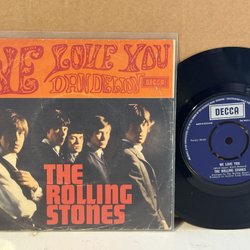 WE LOVE YOU
DANDELION
DECCA
THE
ROLLING
STONES
DECCA
WE LOVE YOU
THE ROLLING STONES